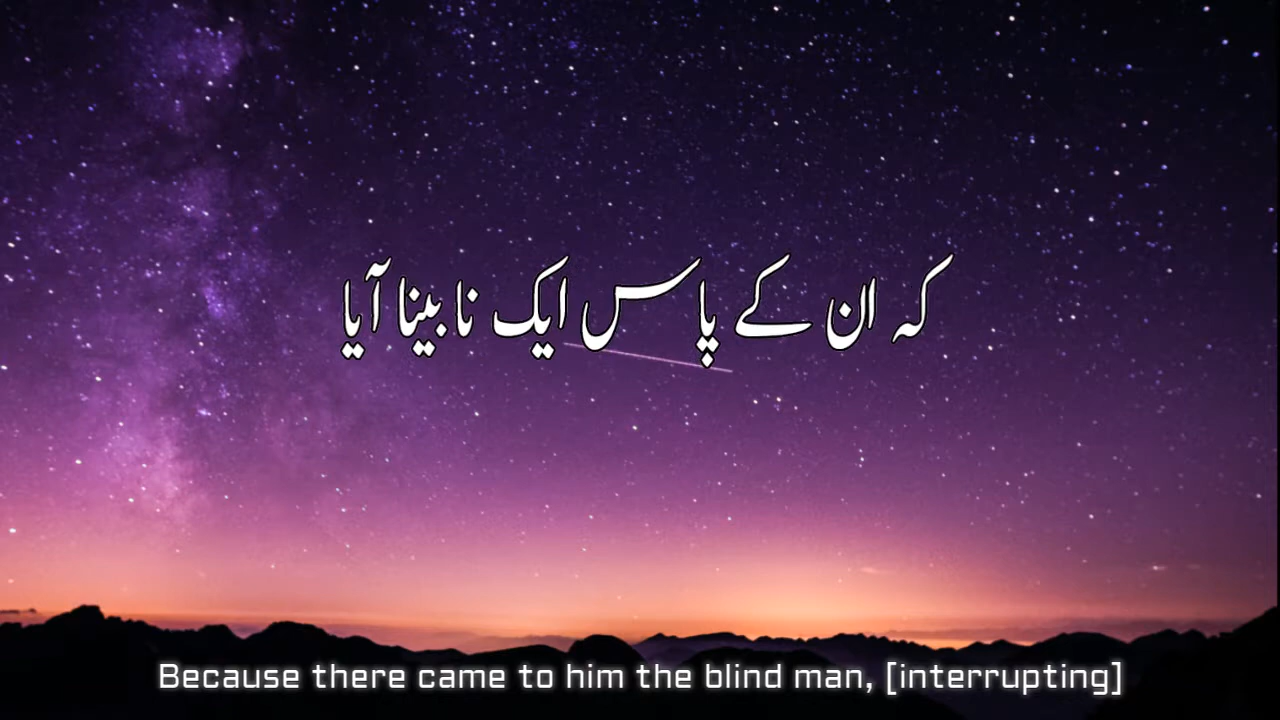 کہ ان کے پاس ایک نابینا آیا
Because there came to him the blind man, [interrupting]